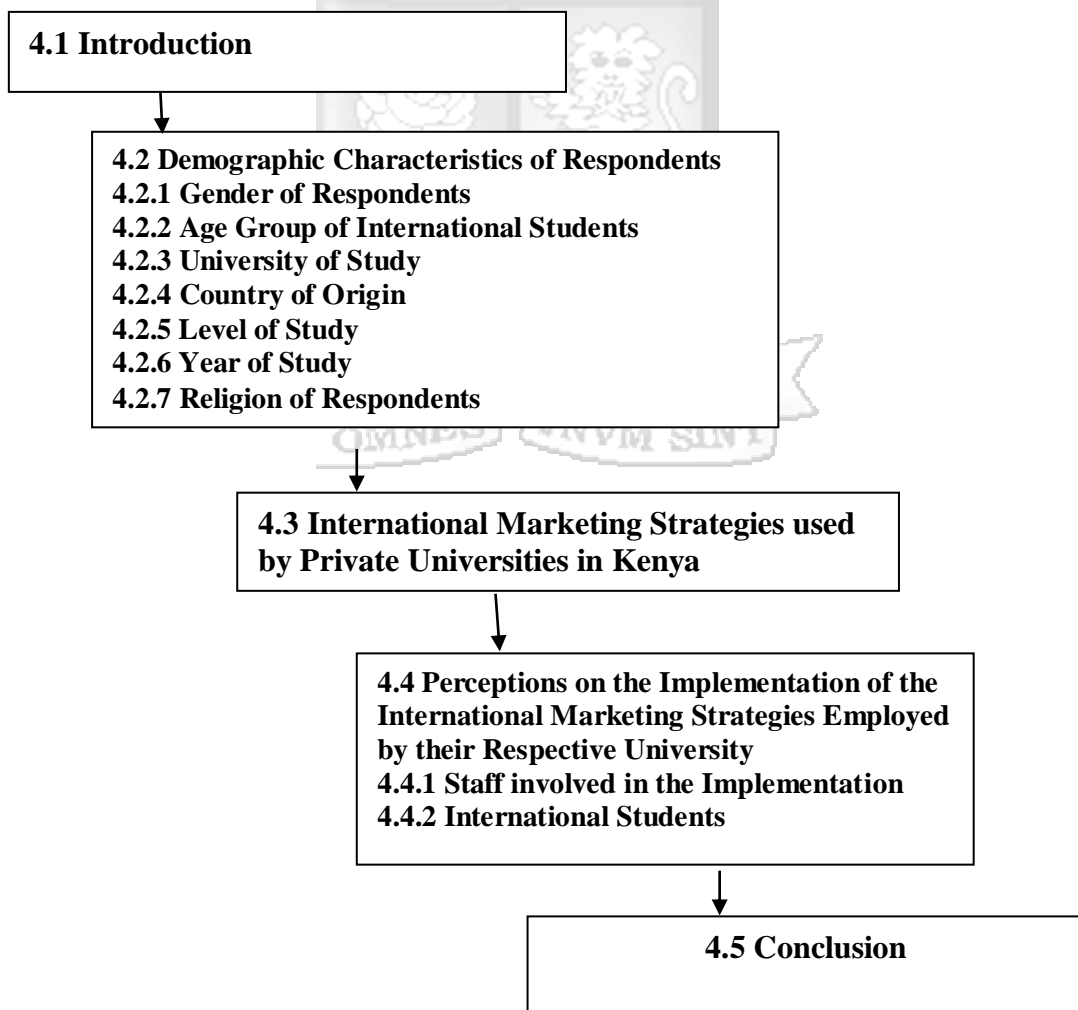 4.1 Introduction
4.2 Demographic Characteristics of Respondents
4.2.1 Gender of Respondents
4.2.2 Age Group of International Students
4.2.3 University of Study
4.2.4 Country of Origin
4.2.5 Level of Study
4.2.6 Year of Study
4.2.7 Religion of Respondents
OMNES VNVM SINT
4.3 International Marketing Strategies used
by Private Universities in Kenya
4.4 Perceptions on the Implementation of the
International Marketing Strategies Employed
by their Respective University
4.4.1 Staff involved in the Implementation
4.4.2 International Students
4.5 Conclusion